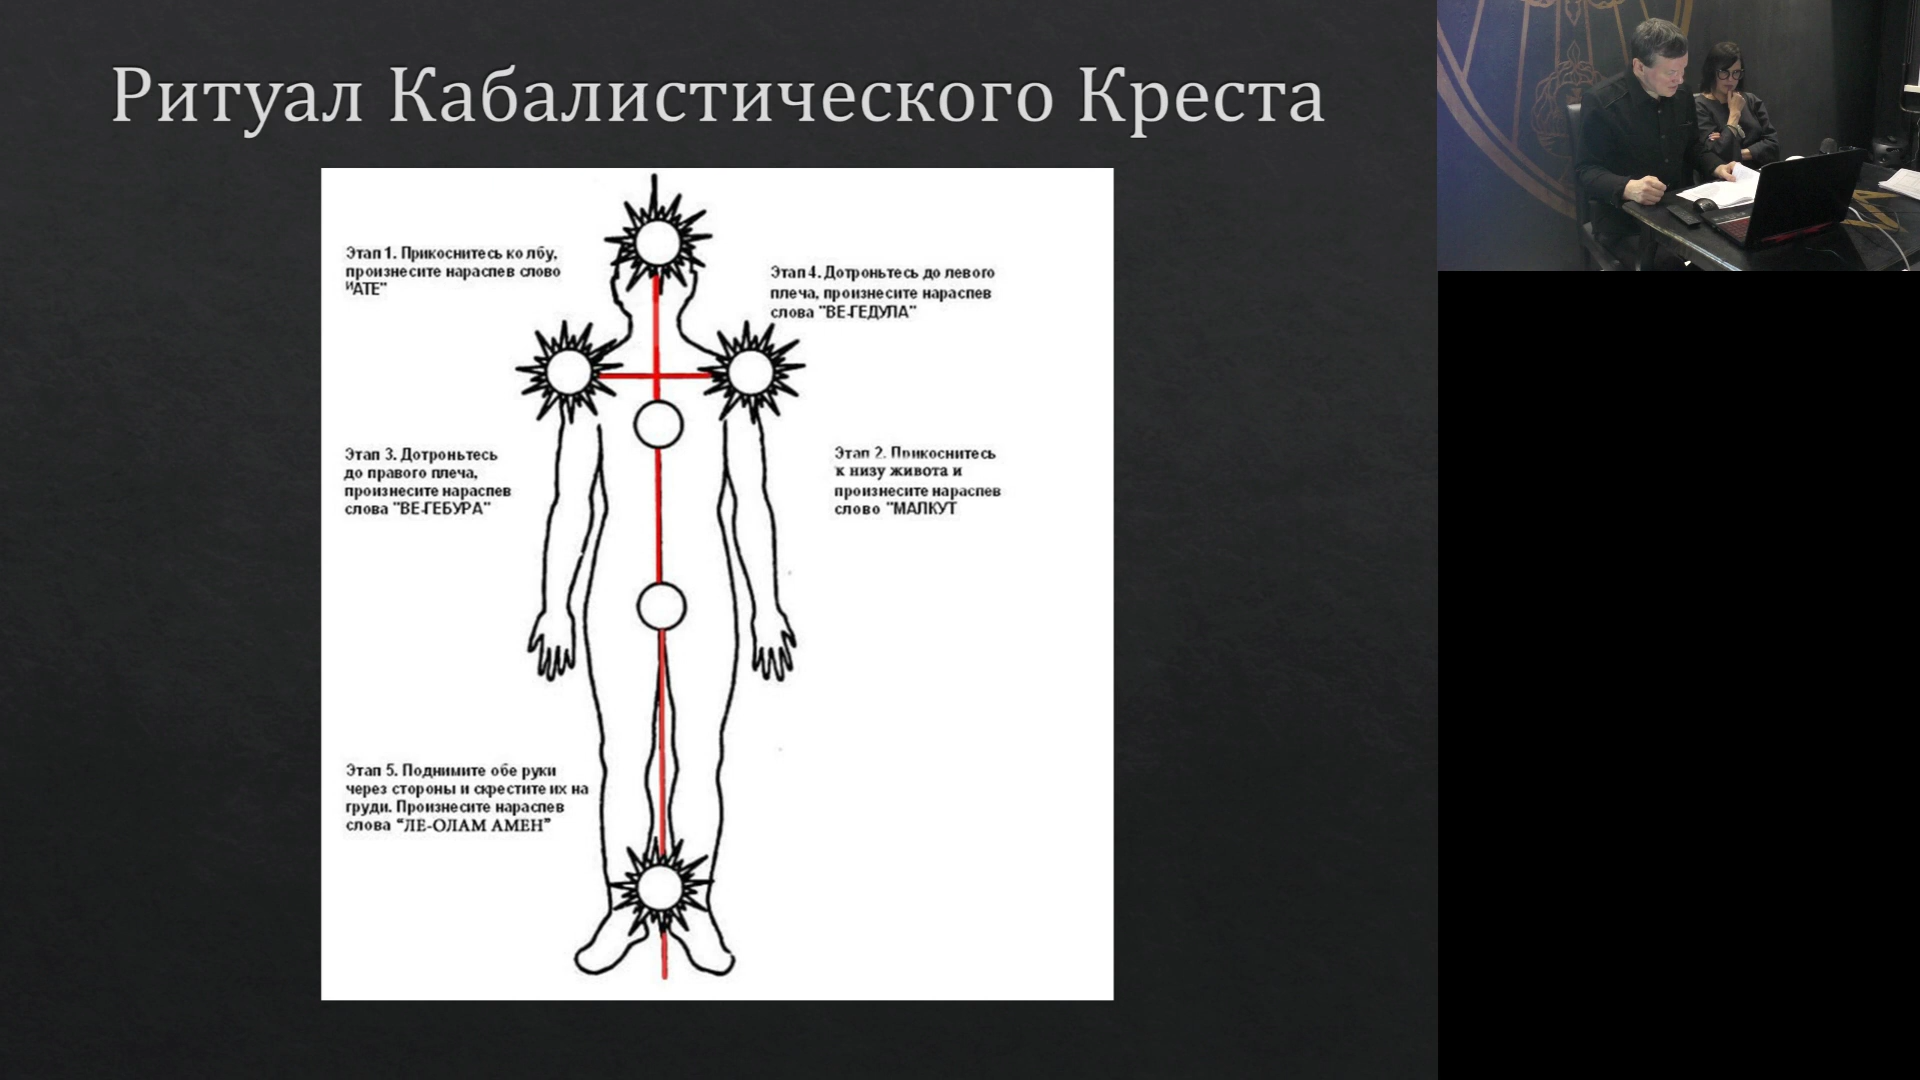 Ритуал Кабалистического Креста
Этап 1. Прикоснитесь ко лбу,
произнесите нараспев слово
"АТЕ"
Этап 4. Дотроньтесь до левого
плеча, произнесите нараспев
слова "ВЕ-ГЕДУЛА"
Этап 3. Дотроньтесь
до правого плеча,
произнесите нараспев
слова "ВЕ-ГЕБУРА"
Этап 2. Прикоснитесь
к низу живота и
произнесите нараспев
слово "МАЛКУТ
Этап 5. Поднимите обе руки
через стороны и скрестите их на
груди. Произнесите нараспев
слова “ЛЕ-ОЛАМ АМЕН”